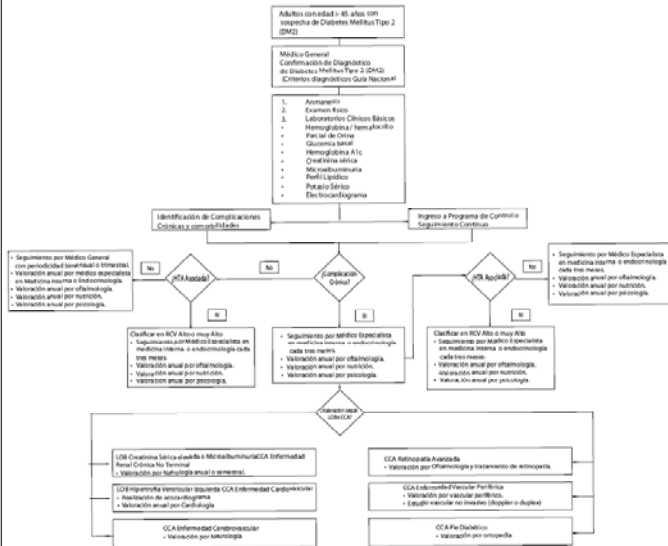 Adultos con edad > 45 años con
sospecha de Diabetes Mellitus Tipo 2
(DM2)
Médico General
Confirmación de Diagnóstico
de Diabetes Mellitus Tipo 2 (DM2)
(Criterios diagnósticos Guía Nacional
1. Anmanesis
2. Examen físico
3. Laboratorios Clínicos Básicos
• Hemoglobina / hematocrito
• Parcial de Orina
• Glucemia
• Hemoglobina A1c
• Creatinina sérica
• Microalbuminuria
• Perfil Lipídico
• Potasio Sérico
• Electrocardiograma
Identificación de Complicaciones
Crónicas y comorbilidades
Ingreso a Programa de Control o
Seguimiento Continuo
• Seguimiento por Médico General
con periodicidad bimensual o trimestral.
• Valoración anual por médico especialista
en Medicina Interna o Endocrinología.
• Valoración anual por oftalmología.
• Valoración anual por nutrición.
• Valoración anual por psicología.
No
¿HTA Asociada?
No
¿Complicación
Crónica?
¿HTA Asociada?
No
• Seguimiento por Médico Especialista
en medicina interna o endocrinología
cada tres meses.
• Valoración anual por oftalmología.
• Valoración anual por nutrición.
• Valoración anual por psicología.
Si
Si
Si
Clasificar en RCV Alto o muy Alto
• Seguimiento por Médico Especialista
en medicina interna o endocrinología cada
tres meses
• Valoración anual por oftalmología.
• Valoración anual por nutrición.
• Valoración anual por psicología.
• Seguimiento por Médico Especialista
en medicina interna o endocrinología
cada tres meses.
• Valoración anual por oftalmología.
• Valoración anual por nutrición.
• Valoración anual por psicología.
Clasificar en RCV Alto o muy Alto
• Seguimiento por Médico Especialista
en medicina interna o endocrinología cada
tres meses.
• Valoración anual por oftalmología.
• Valoración anual por nutrición.
• Valoración anual por psicología.
LOB o CCA?
LOB Creatinina Sérica elevada o Microalbuminuria CCA Enfermedad
Renal Crónica No Terminal
• Valoración por Nefrología anual o semestral.
LOB Hipertrofia Ventricular Izquierda CCA Enfermedad Cardiovascular
• Realización de ecocardiograma
• Valoración anual por Cardiología
CCA Enfermedad Cerebrovascular
• Valoración por Neurología
CCA Retinopatía Avanzada
• Valoración por Oftalmología y tratamiento de retinopatía.
CCA Enfermedad Vascular Periférica
• Valoración por vascular periférico.
• Estudio vascular no invasivo (doppler o duplex)
CCA Pie Diabético
• Valoración por ortopedia